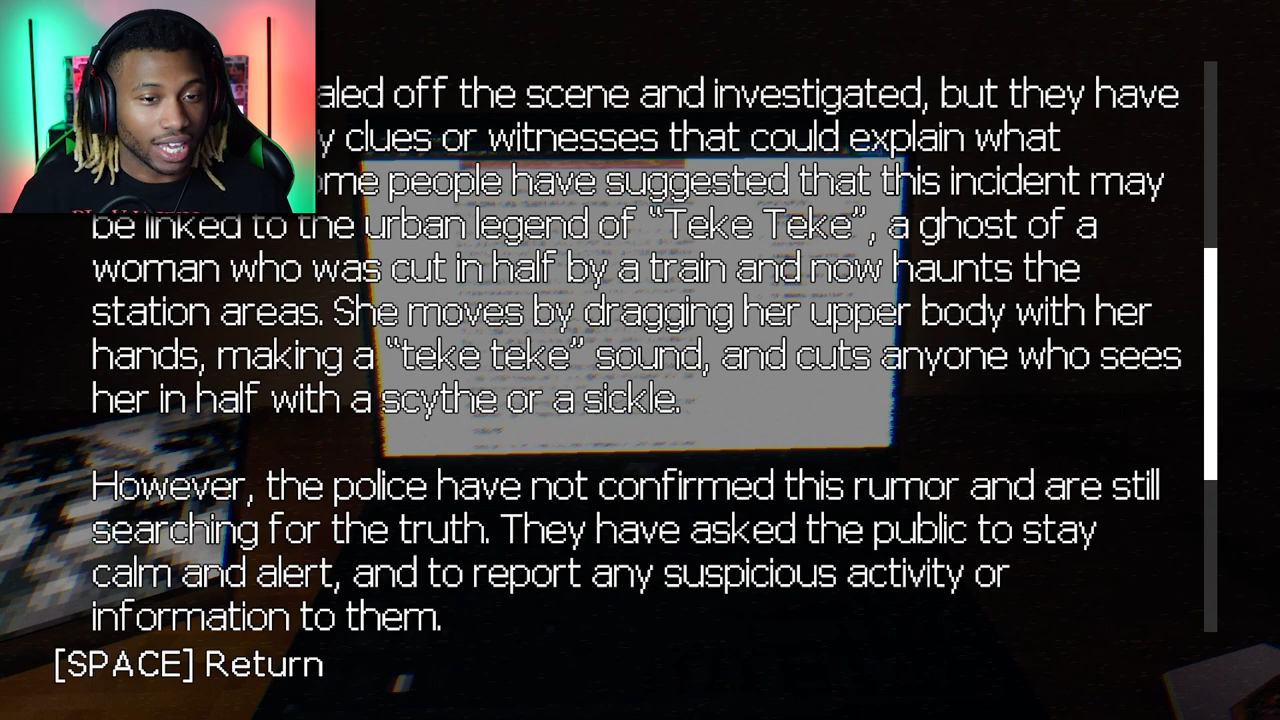 aled off the scene and investigated, but they have
y clues or witnesses that could explain what
ome people have suggested that this incident may
be linked to the urban legend of “Teke Teke”, a ghost of a
woman who was cut in half by a train and now haunts the
station areas. She moves by dragging her upper body with her
hands, making a “teke teke” sound, and cuts anyone who sees
her in half with a scythe or a sickle.
However, the police have not confirmed this rumor and are still
searching for the truth. They have asked the public to stay
calm and alert, and to report any suspicious activity or
information to them.
[SPACE] Return